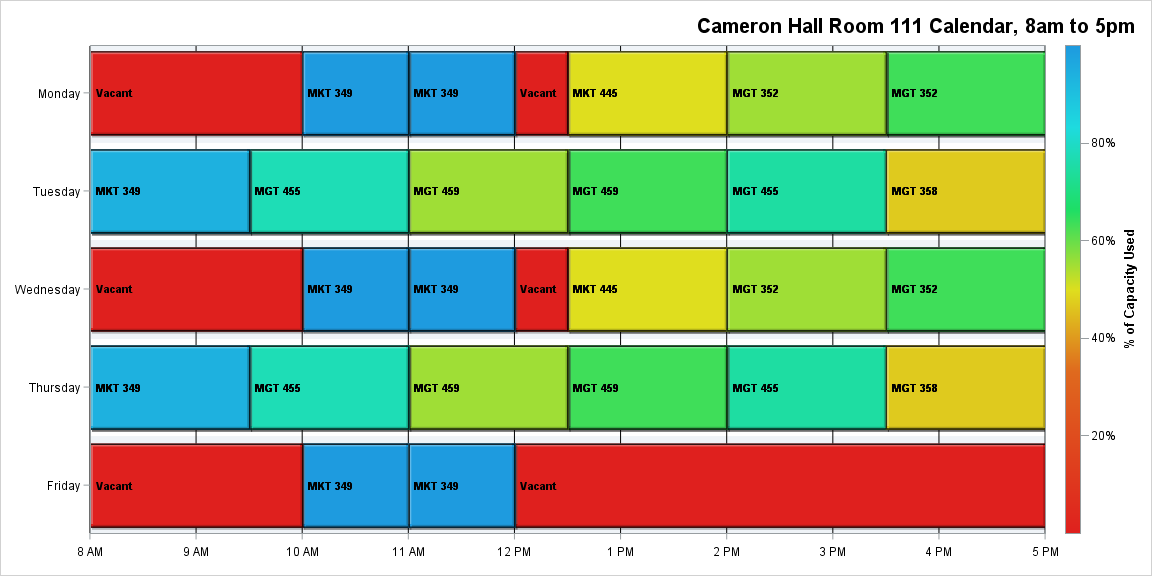 Cameron Hall Room 111 Calendar, 8am to 5pm
Monday Vacant MKT 349 MKT 349 Vacant MKT 445 MGT 352 MGT 352
80%
Tuesday MKT 349 MGT 455 MGT 459 MGT 459 MGT 455 MGT 358
60%
Wednesday Vacant MKT 349 MKT 349 Vacant MKT 445 MGT 352 MGT 352
% of Capacity Used
40%
Thursday MKT 349 MGT 455 MGT 459 MGT 459 MGT 455 MGT 358
20%
Friday Vacant MKT 349 MKT 349 Vacant
8 AM 9 AM 10 AM 11 AM 12 PM 1 PM 2 PM 3 PM 4 PM 5 PM